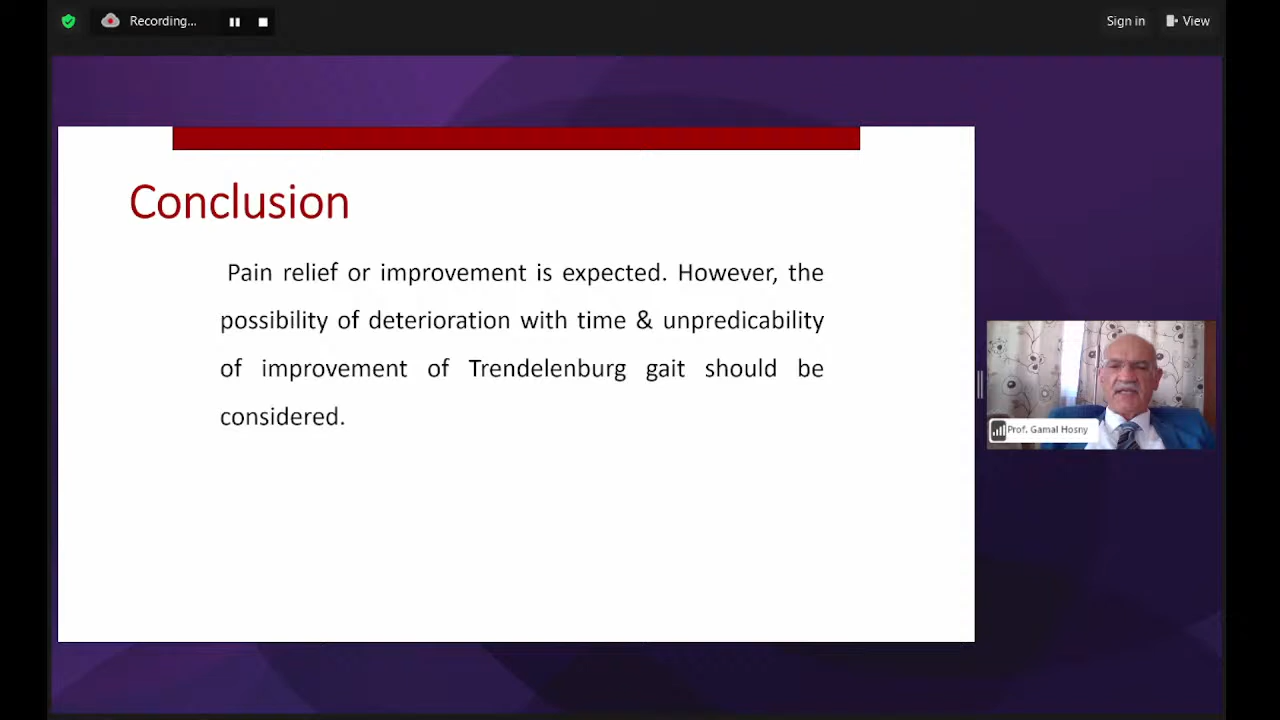 Recording...
Sign in
View
Conclusion
Pain relief or improvement is expected. However, the
possibility of deterioration with time & unpredicability
of improvement of Trendelenburg gait should be
considered.
Prof. Gamal Hosny